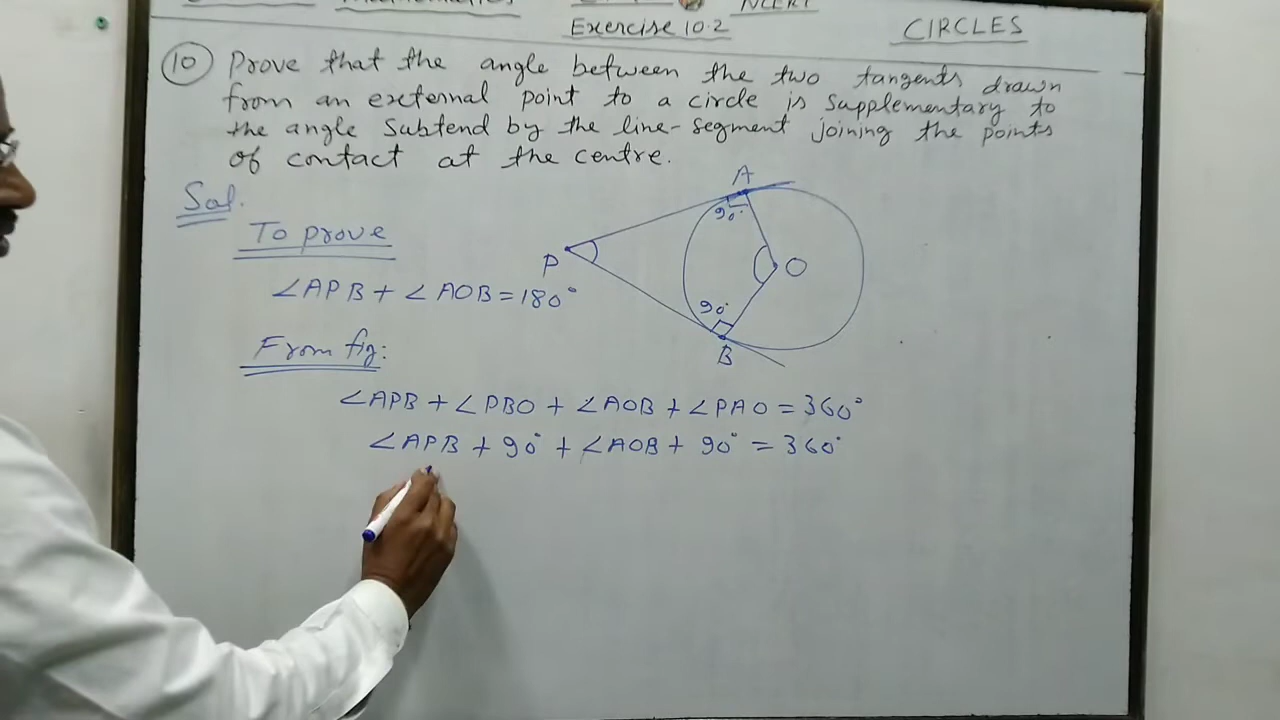 NCERT
Exercise 10.2
CIRCLES
10 Prove that the angle between the two tangents drawn
from an external point to a circle is supplementary to
the angle Subtend by the line-segment joining the points
of contact at the centre.
Sol.
To prove
∠APB + ∠AOB = 180°
From fig:
∠APB + ∠PBO + ∠AOB + ∠PAO = 360°
∠APB + 90° + ∠AOB + 90° = 360°
A
90°
P
O
90°
B